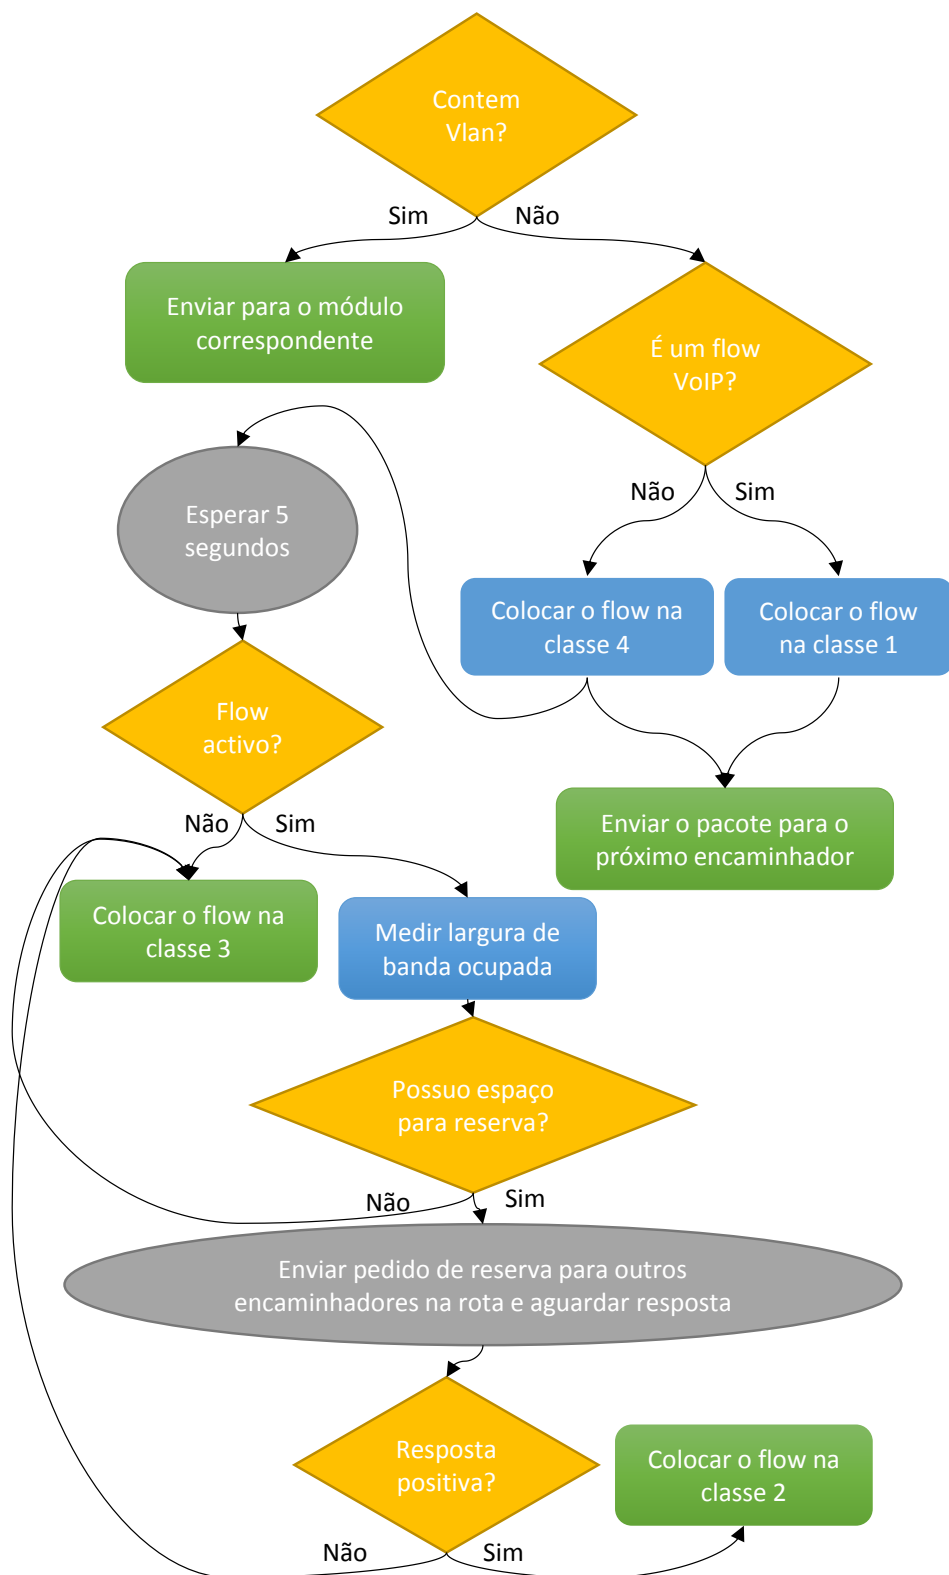 Contem
Vlan?
Sim
Não
Enviar para o módulo
correspondente
É um flow
VoIP?
Não
Sim
Esperar 5
segundos
Colocar o flow na
classe 4
Colocar o flow
na classe 1
Flow
activo?
Não
Sim
Enviar o pacote para o
próximo encaminhador
Colocar o flow na
classe 3
Medir largura de
banda ocupada
Possuo espaço
para reserva?
Não
Sim
Enviar pedido de reserva para outros
encaminhadores na rota e aguardar resposta
Resposta
positiva?
Colocar o flow na
classe 2
Não
Sim